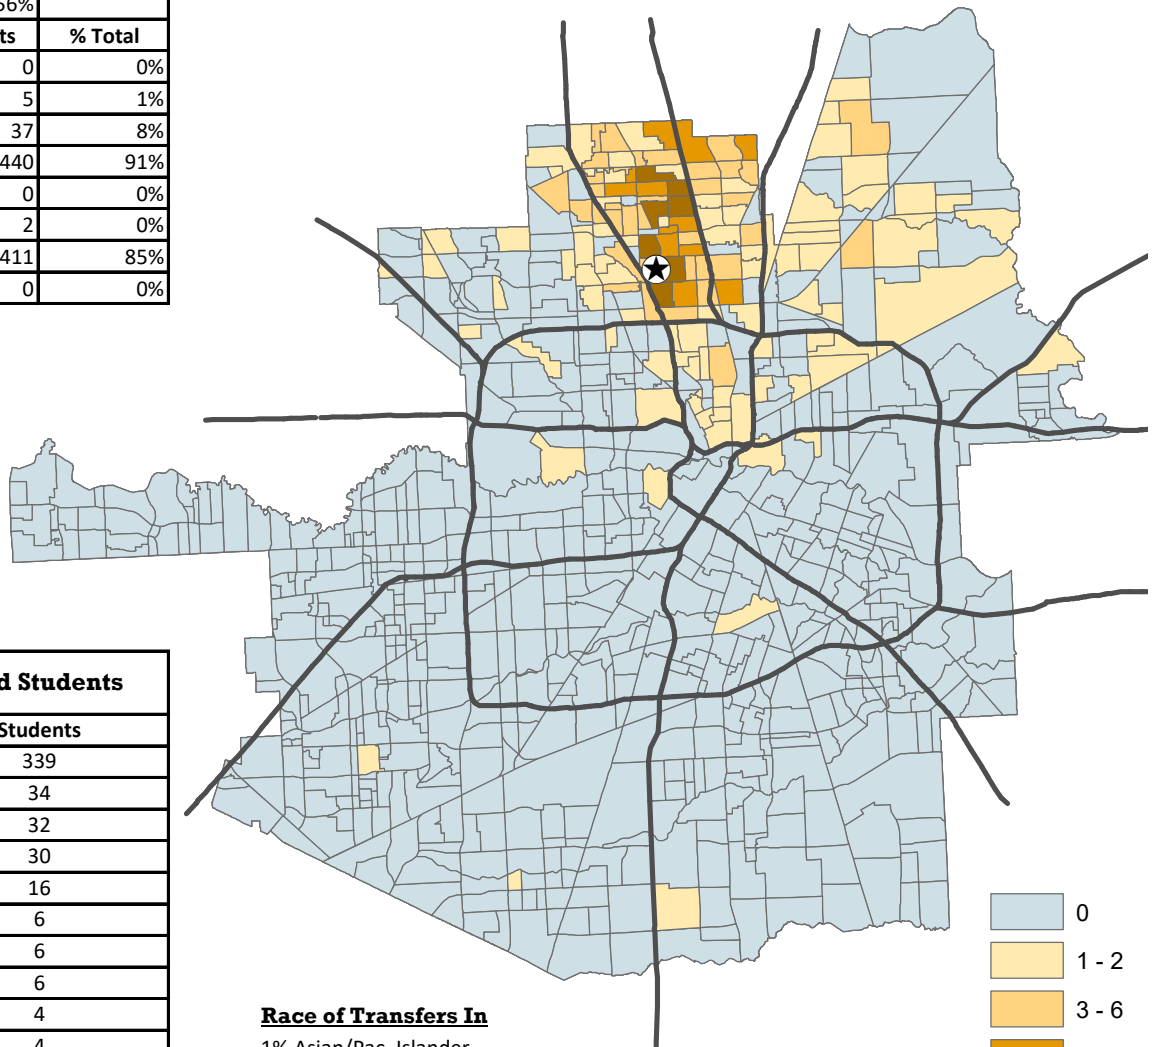 56%
ts % Total
0 0%
5 1%
37 8%
440 91%
0 0%
2 0%
411 85%
0 0%
d Students
Students
339
34
32
30
16
6
6
6
4
4
Race of Transfers In
1% Asian/Pac. Islander
0
1 - 2
3 - 6